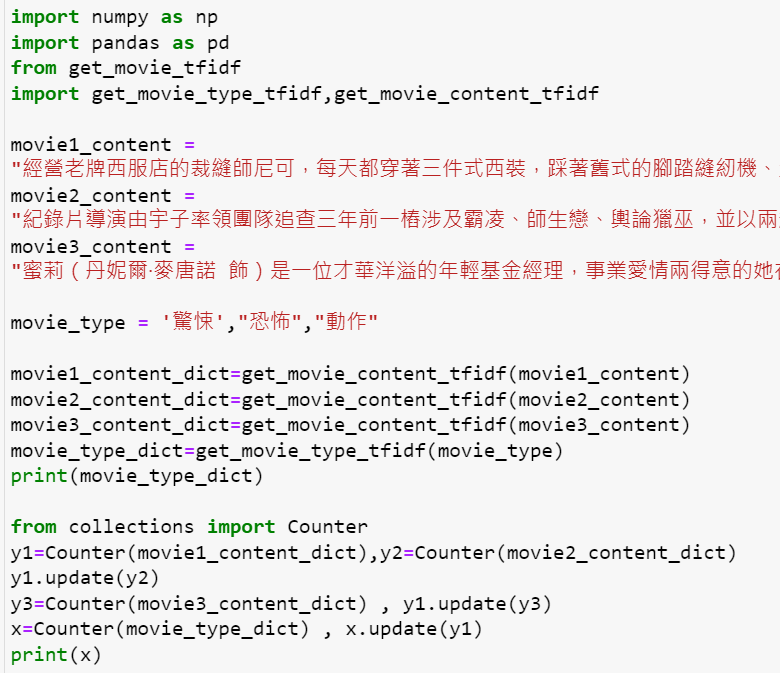 import numpy as np
import pandas as pd
from get_movie_tfidf
import get_movie_type_tfidf,get_movie_content_tfidf
movie1_content =
"經營老牌西服店的裁縫師尼可，每天都穿著三件式西裝，踩著舊式的腳踏縫紉機、
movie2_content =
"紀錄片導演由宇子率領團隊追查三年前一樁涉及霸凌、師生戀、輿論獵巫，並以兩
movie3_content =
"蜜莉（丹妮爾·麥唐諾 飾）是一位才華洋溢的年輕基金經理，事業愛情兩得意的她在
movie_type = '驚悚',"恐怖","動作"
movie1_content_dict=get_movie_content_tfidf(movie1_content)
movie2_content_dict=get_movie_content_tfidf(movie2_content)
movie3_content_dict=get_movie_content_tfidf(movie3_content)
movie_type_dict=get_movie_type_tfidf(movie_type)
print(movie_type_dict)
from collections import Counter
y1=Counter(movie1_content_dict),y2=Counter(movie2_content_dict)
y1.update(y2)
y3=Counter(movie3_content_dict) , y1.update(y3)
x=Counter(movie_type_dict) , x.update(y1)
print(x)